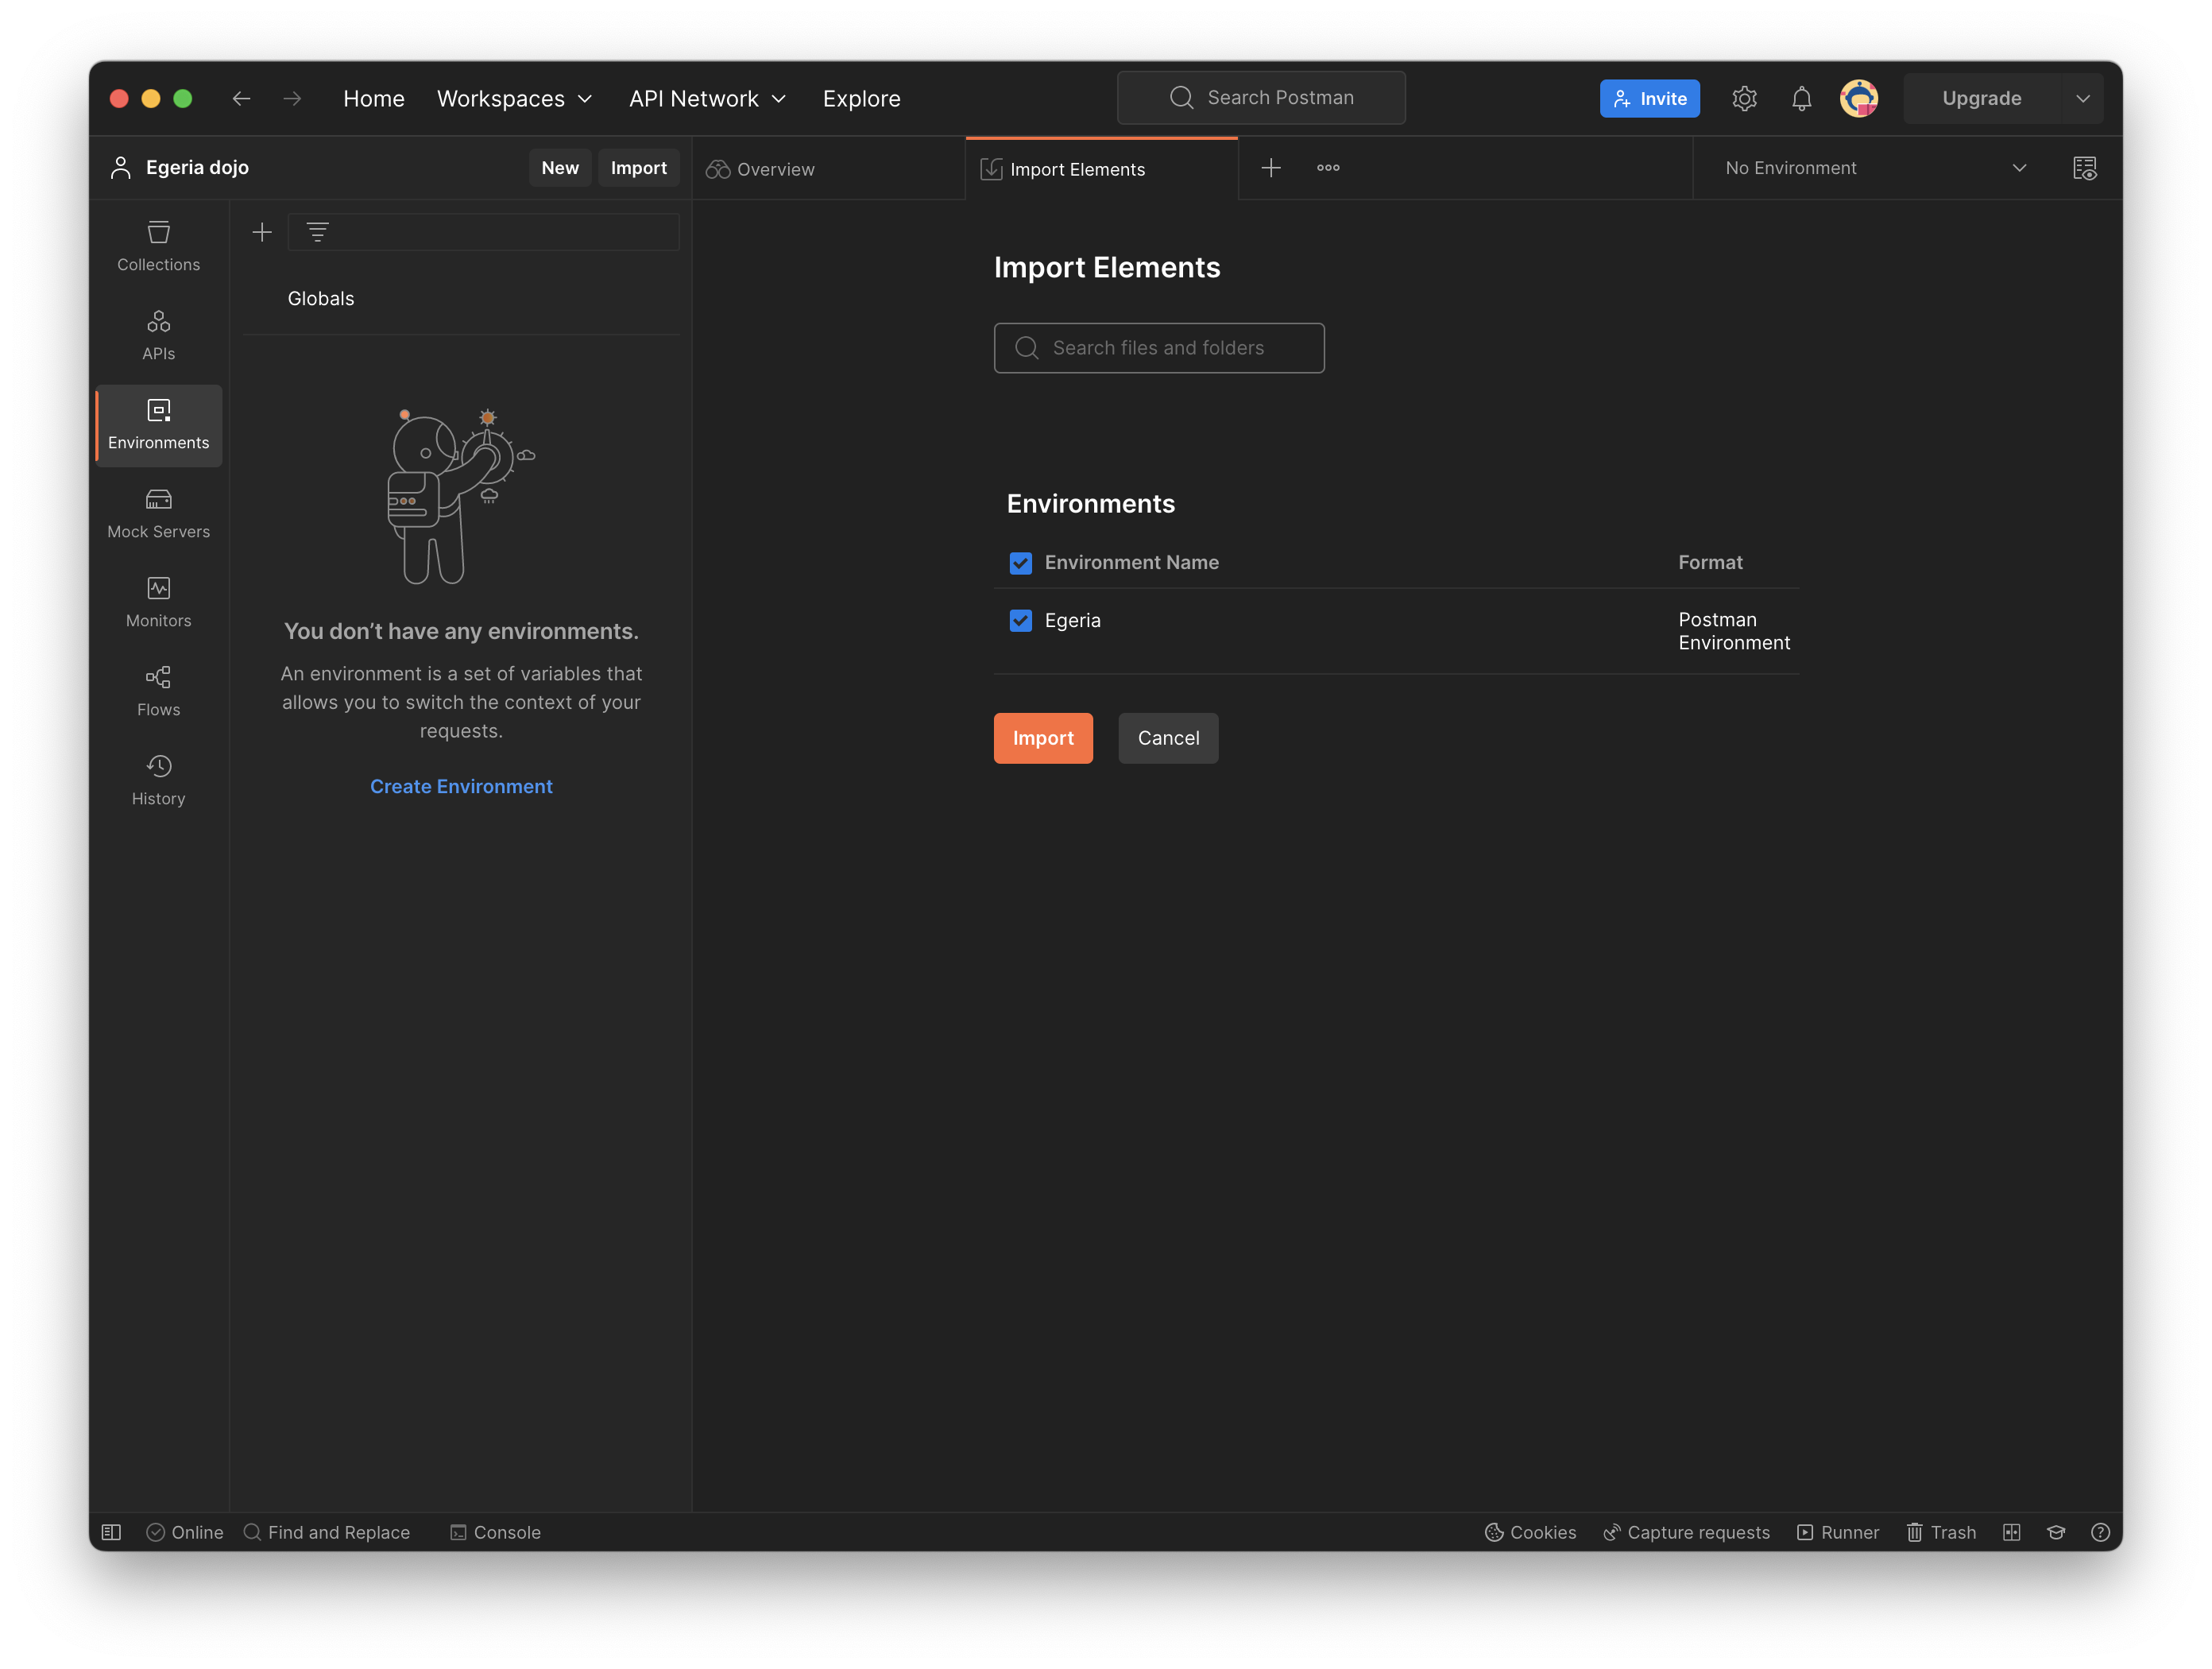 Home
Workspaces
API Network
Explore
Search Postman
Invite
Upgrade
Egeria dojo
New
Import
Overview
Import Elements
No Environment
Collections
APIs
Environments
Mock Servers
Monitors
Flows
History
Globals
You don’t have any environments.
An environment is a set of variables that
allows you to switch the context of your
requests.
Create Environment
Import Elements
Search files and folders
Environments
Environment Name
Format
Egeria
Postman
Environment
Import
Cancel
Online
Find and Replace
Console
Cookies
Capture requests
Runner
Trash